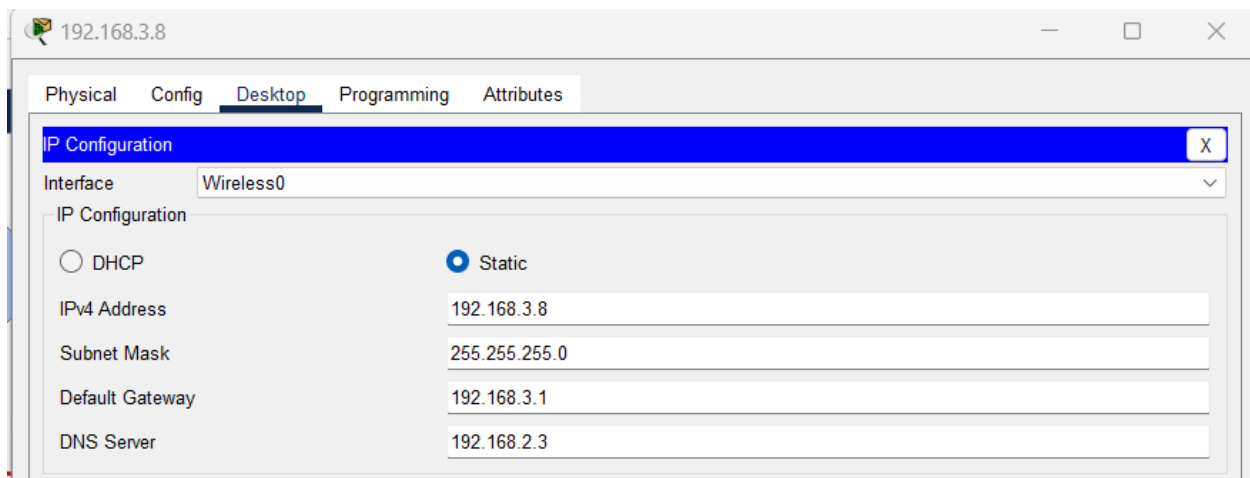 192.168.3.8
Physical Config Desktop Programming Attributes
IP Configuration X
Interface Wireless0
IP Configuration
DHCP Static
IPv4 Address 192.168.3.8
Subnet Mask 255.255.255.0
Default Gateway 192.168.3.1
DNS Server 192.168.2.3